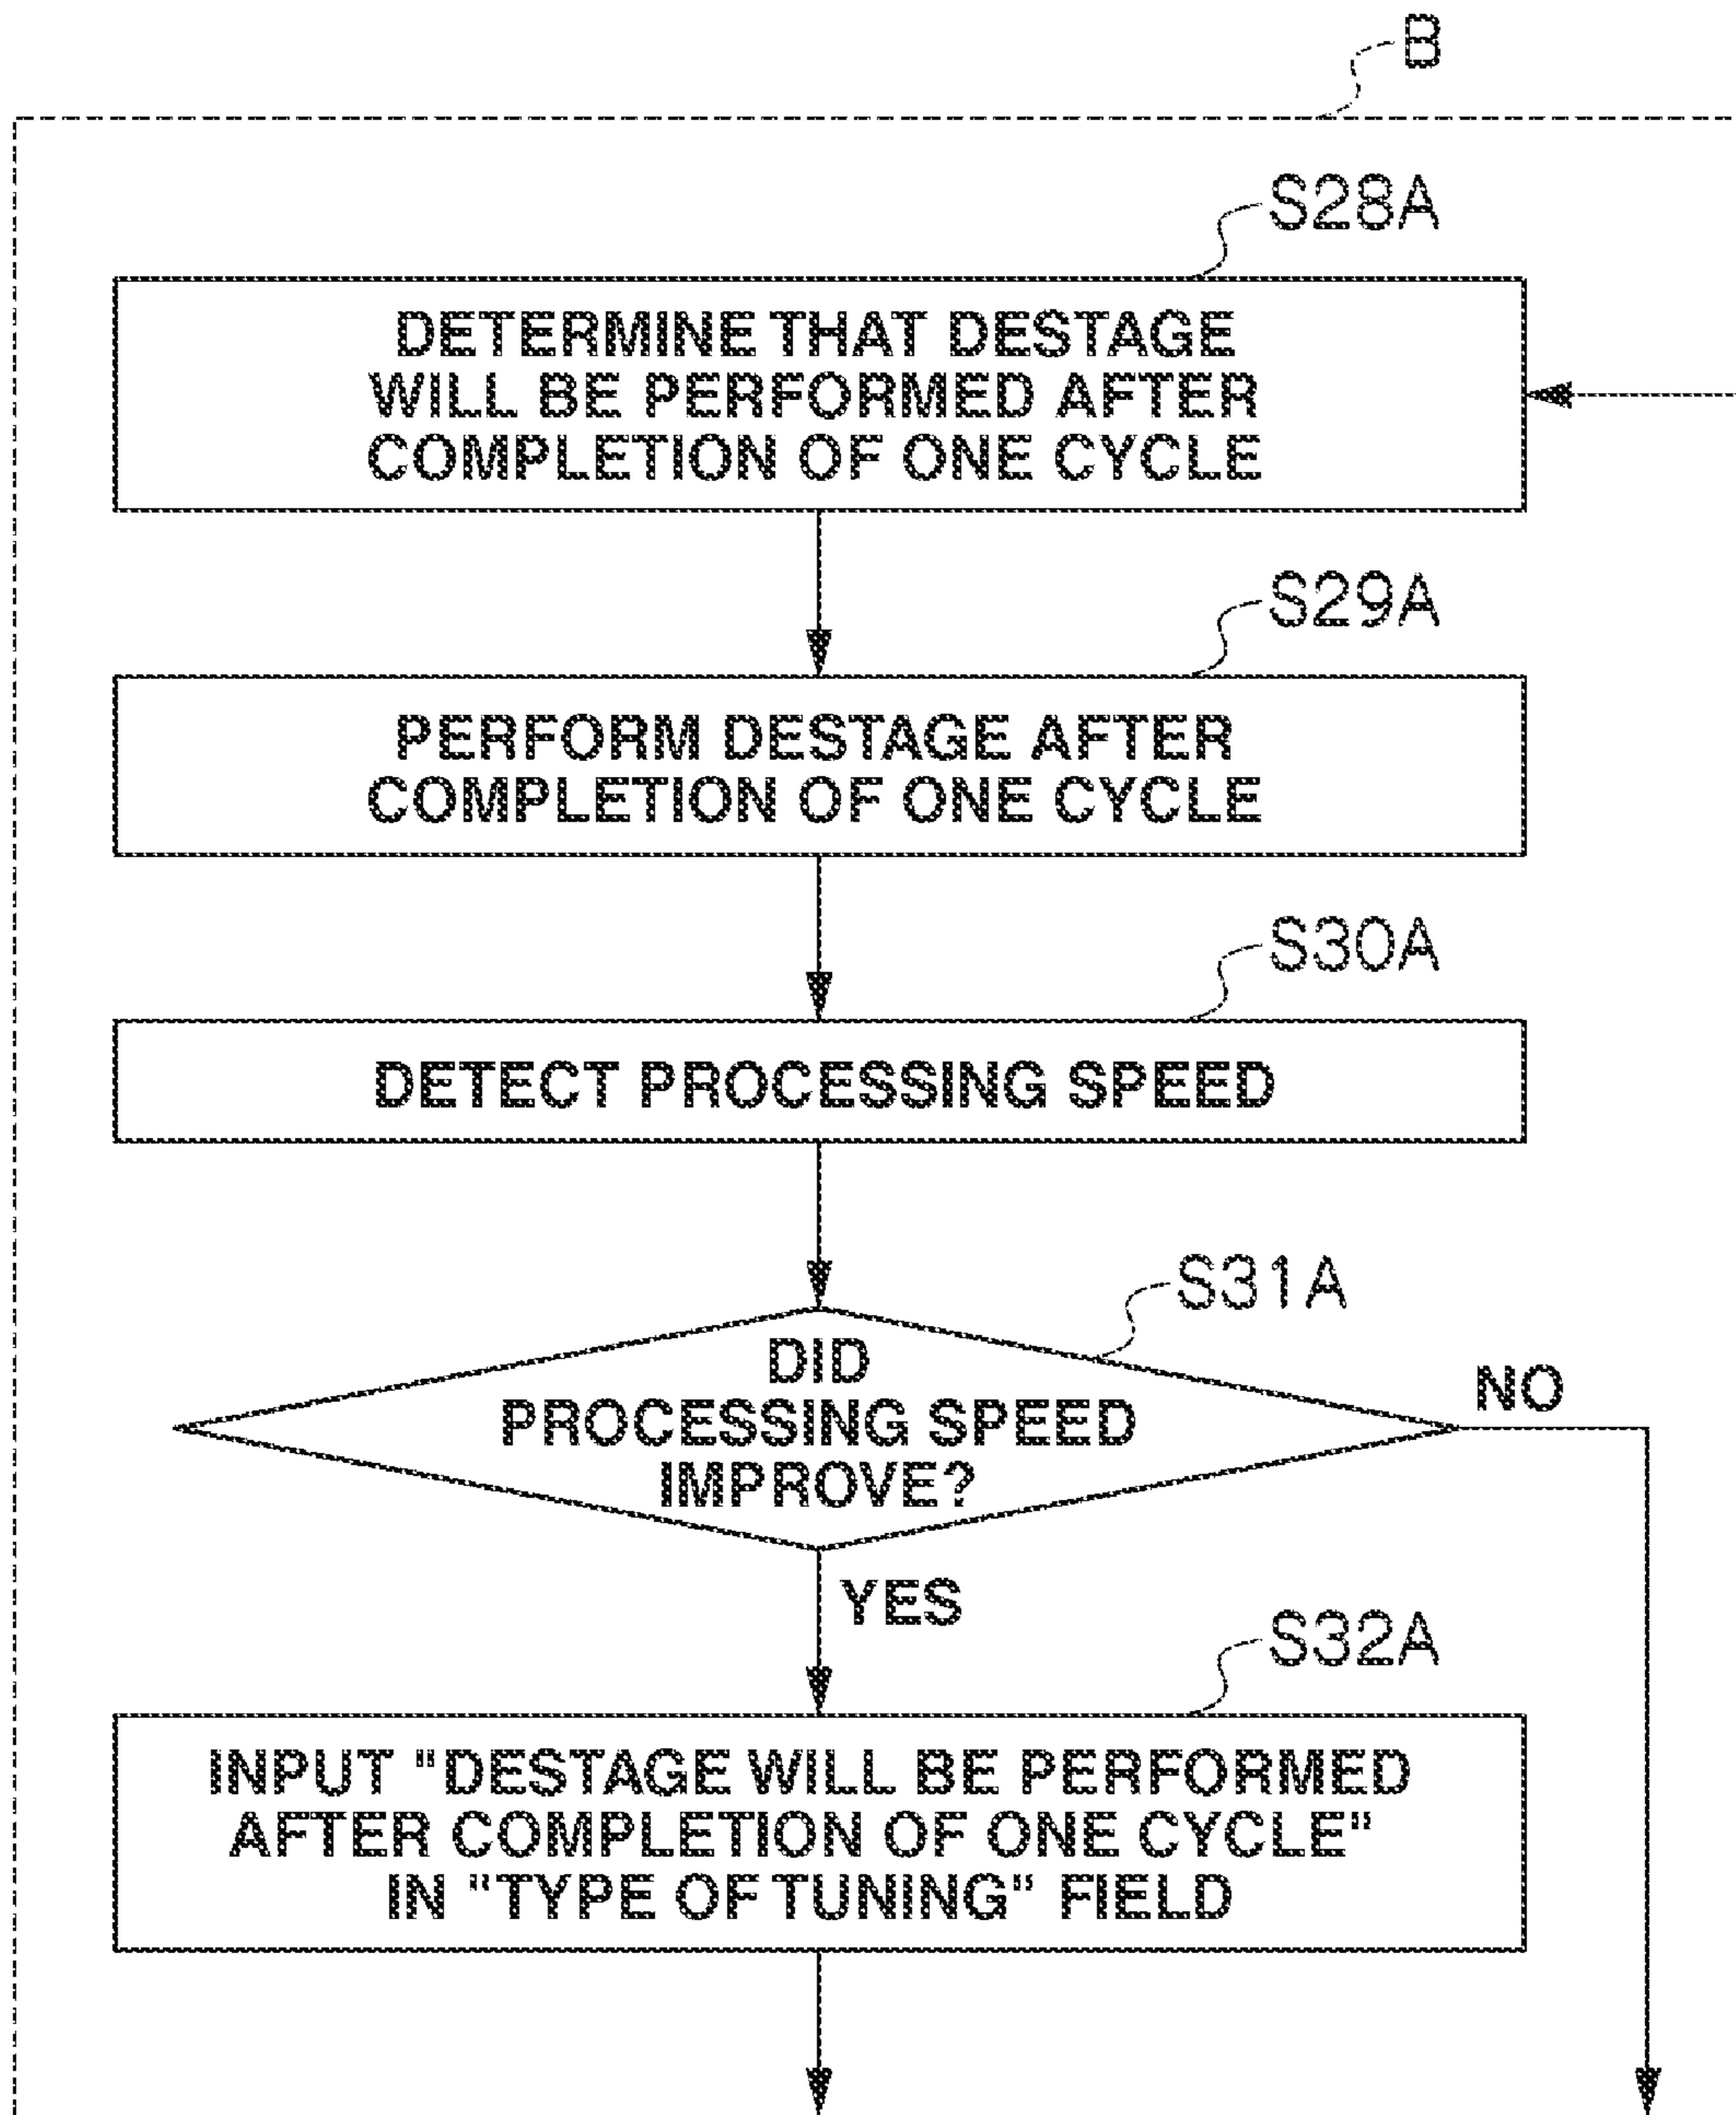 B
S28A
DETERMINE THAT DESTAGE
WILL BE PERFORMED AFTER
COMPLETION OF ONE CYCLE
S29A
PERFORM DESTAGE AFTER
COMPLETION OF ONE CYCLE
S30A
DETECT PROCESSING SPEED
S31A
DID
PROCESSING SPEED
IMPROVE?
NO
YES
S32A
INPUT "DESTAGE WILL BE PERFORMED
AFTER COMPLETION OF ONE CYCLE"
IN "TYPE OF TUNING" FIELD